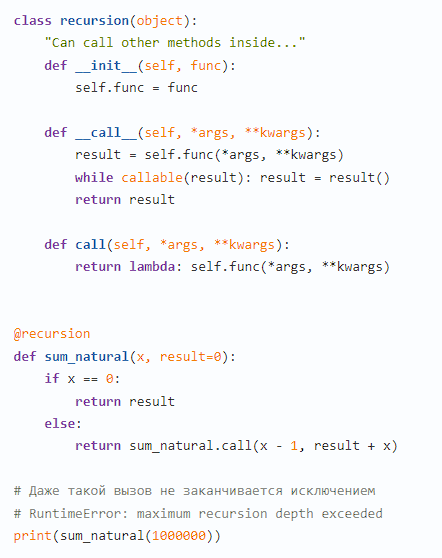 class recursion(object):
    "Can call other methods inside..."
    def __init__(self, func):
        self.func = func

    def __call__(self, *args, **kwargs):
        result = self.func(*args, **kwargs)
        while callable(result): result = result()
        return result

    def call(self, *args, **kwargs):
        return lambda: self.func(*args, **kwargs)


@recursion
def sum_natural(x, result=0):
    if x == 0:
        return result
    else:
        return sum_natural.call(x - 1, result + x)

# Даже такой вызов не заканчивается исключением
# RuntimeError: maximum recursion depth exceeded
print(sum_natural(1000000))